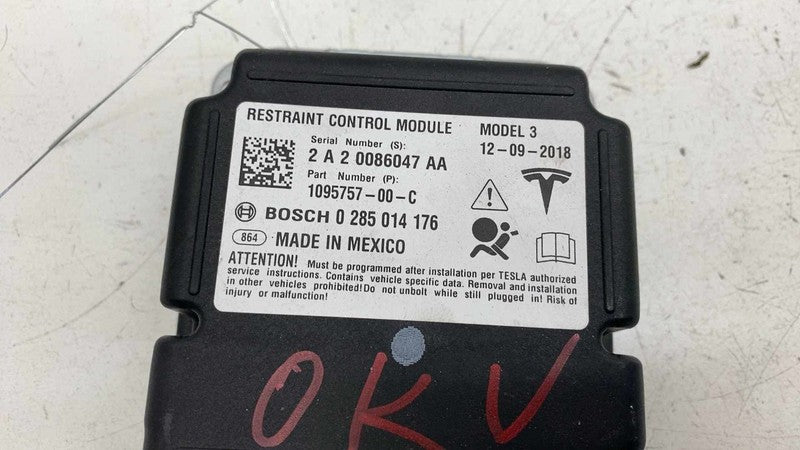 RESTRAINT CONTROL MODULE MODEL 3
Serial Number (S): 12-09-2018
2 A 2 0086047 AA
Part Number (P):
1095757-00-C
BOSCH 0 285 014 176
864 MADE IN MEXICO
ATTENTION! Must be programmed after installation per TESLA authorized
service instructions. Contains vehicle specific data. Removal and installation
in other vehicles prohibited! Do not unbolt while still plugged in! Risk of
injury or malfunction!
OKV